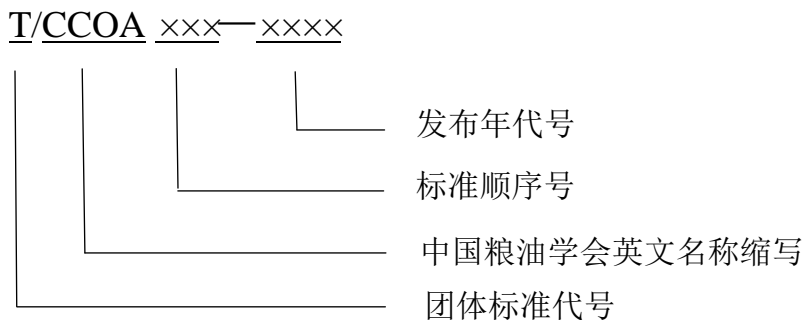 T/CCOA ×××—××××
发布年代号
标准顺序号
中国粮油学会英文名称缩写
团体标准代号